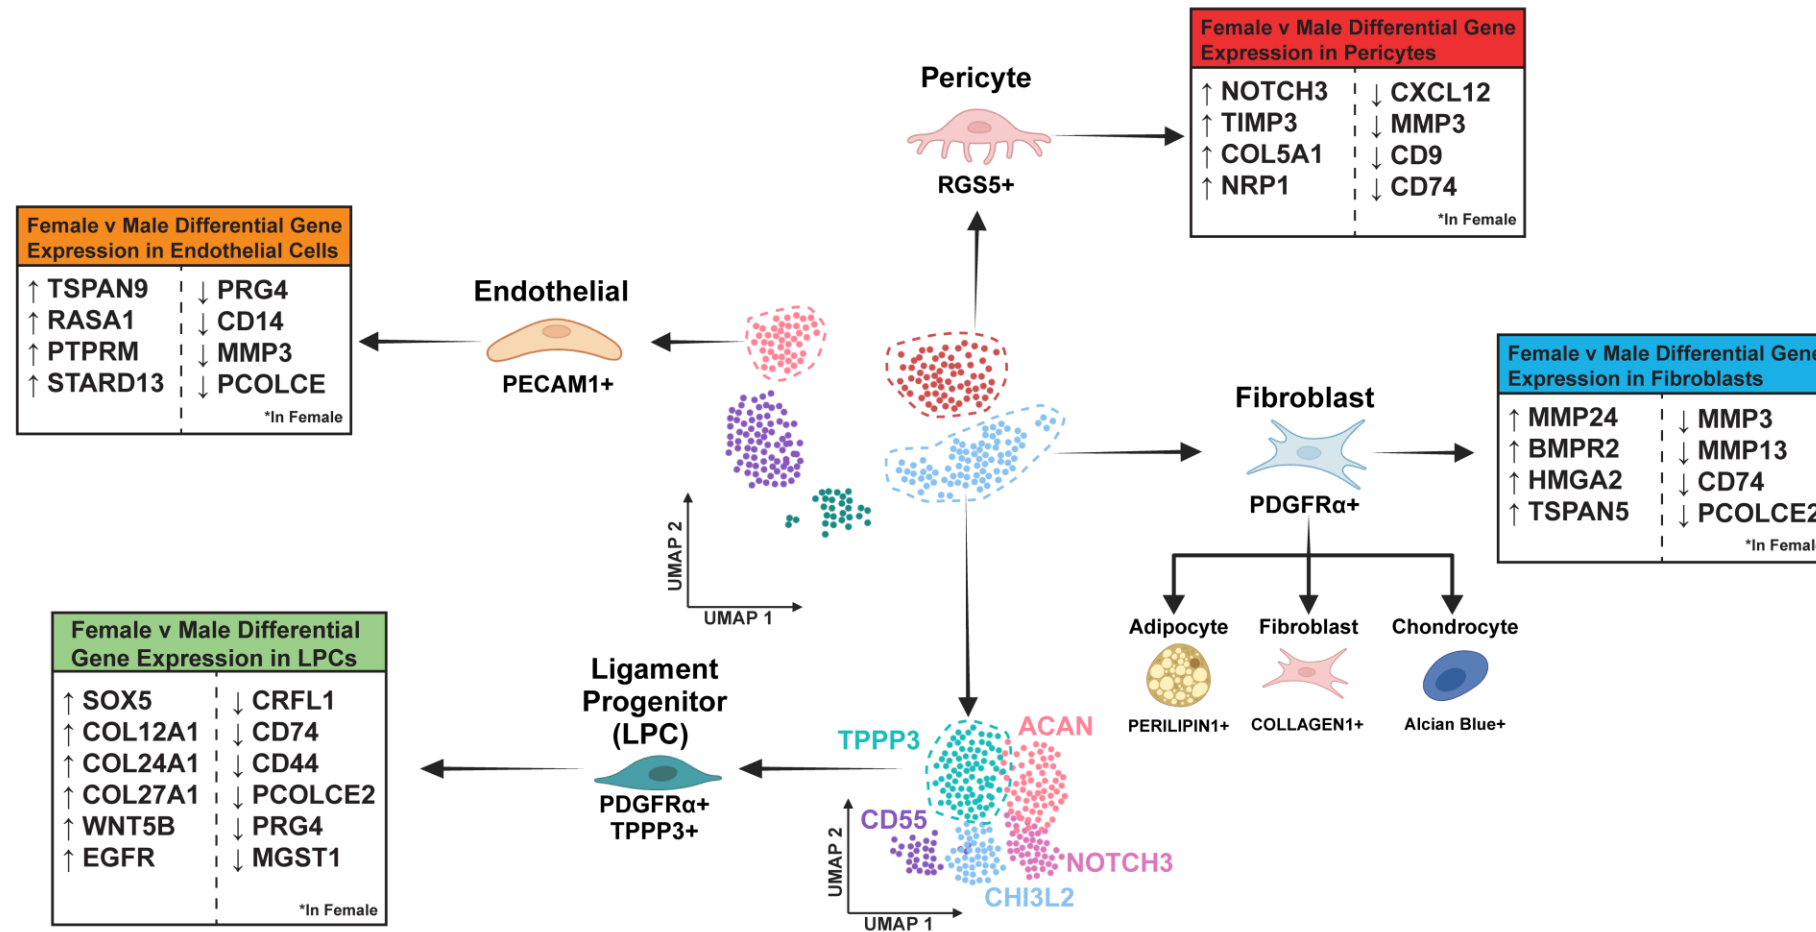 Female v Male Differential Gene
Expression in Pericytes
↑ NOTCH3
↑ TIMP3
↑ COL5A1
↑ NRP1
↓ CXCL12
↓ MMP3
↓ CD9
↓ CD74
*In Female
Pericyte
RGS5+
Female v Male Differential Gene
Expression in Endothelial Cells
↑ TSPAN9
↑ RASA1
↑ PTPRM
↑ STARD13
↓ PRG4
↓ CD14
↓ MMP3
↓ PCOLCE
*In Female
Endothelial
PECAM1+
UMAP 2
UMAP 1
Fibroblast
PDGFRα+
Female v Male Differential Gene
Expression in Fibroblasts
↑ MMP24
↑ BMPR2
↑ HMGA2
↑ TSPAN5
↓ MMP3
↓ MMP13
↓ CD74
↓ PCOLCE2
*In Female
Adipocyte
PERILIPIN1+
Fibroblast
COLLAGEN1+
Chondrocyte
Alcian Blue+
Female v Male Differential
Gene Expression in LPCs
↑ SOX5
↑ COL12A1
↑ COL24A1
↑ COL27A1
↑ WNT5B
↑ EGFR
↓ CRFL1
↓ CD74
↓ CD44
↓ PCOLCE2
↓ PRG4
↓ MGST1
*In Female
Ligament
Progenitor
(LPC)
PDGFRα+
TPPP3+
TPPP3
ACAN
CD55
NOTCH3
CHI3L2
UMAP 2
UMAP 1